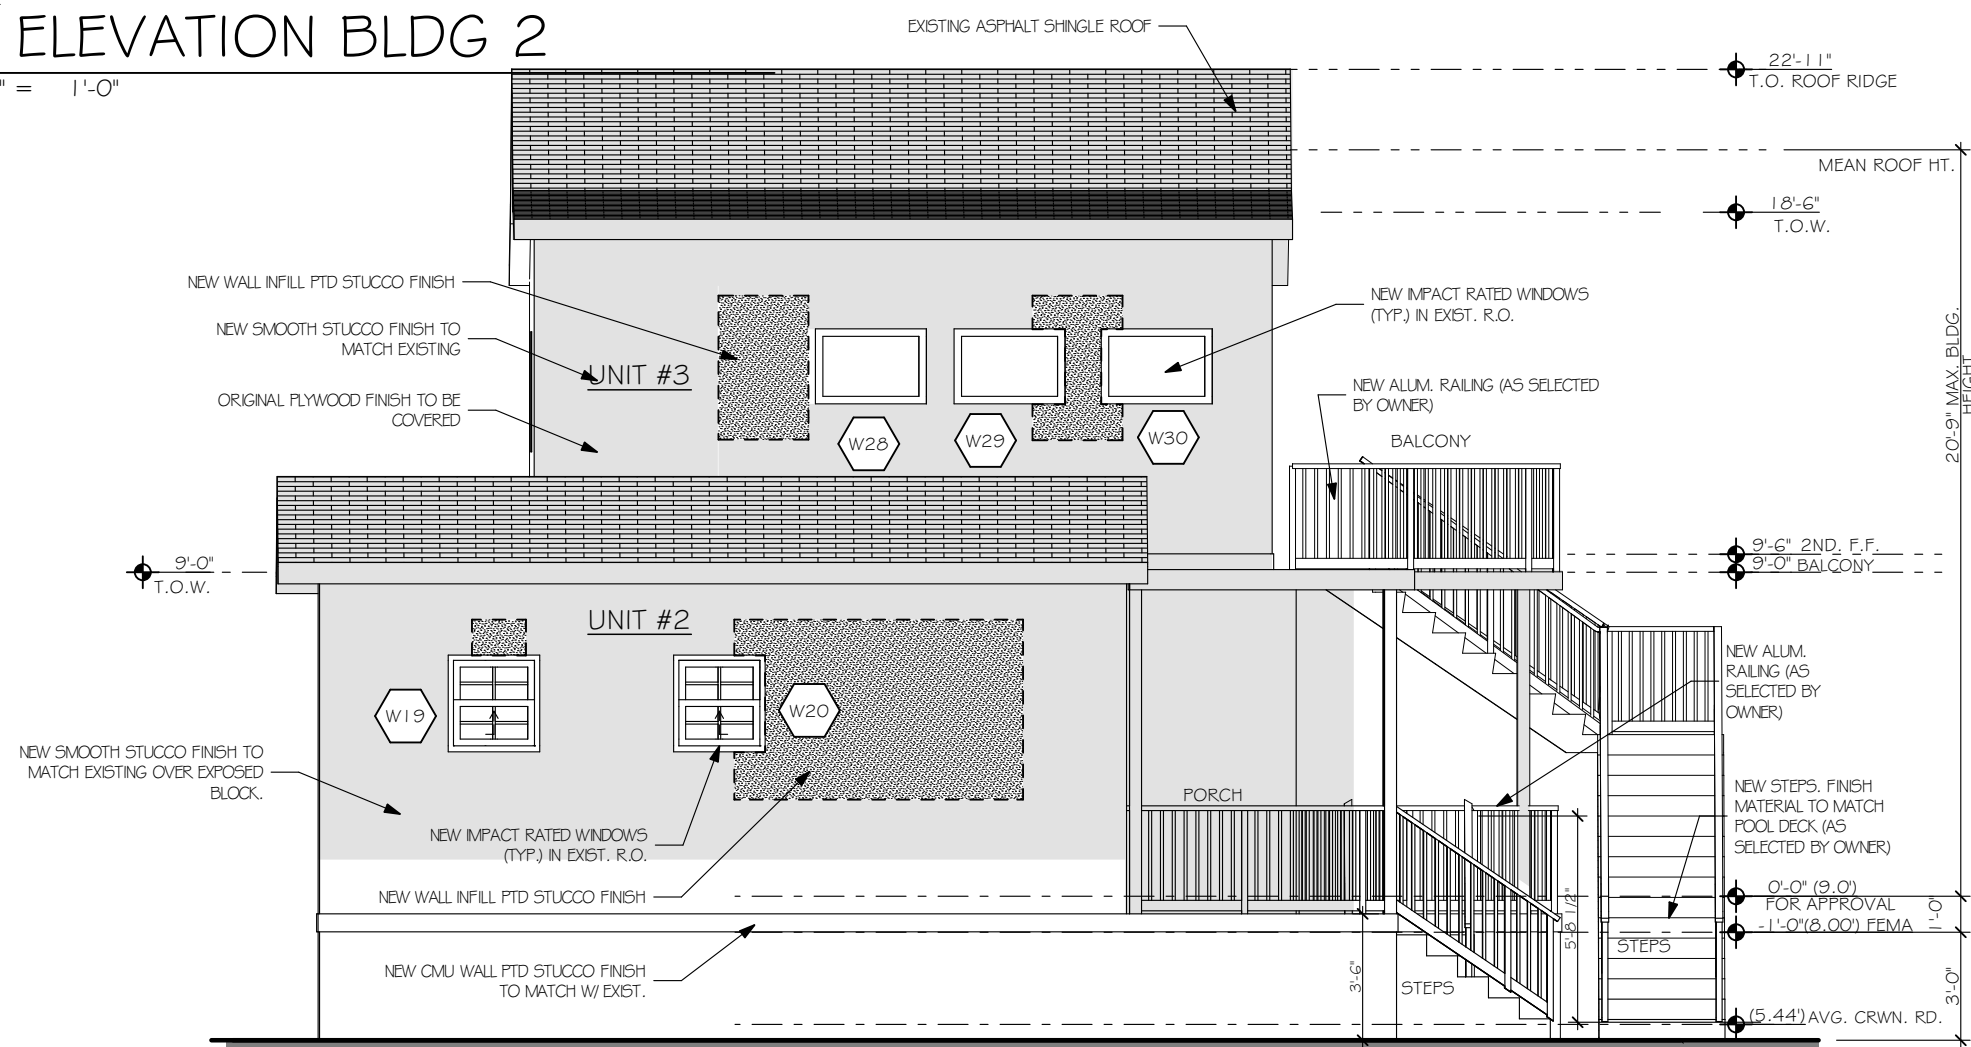 ELEVATION BLDG 2
" = 1'-0"
EXISTING ASPHALT SHINGLE ROOF
22'-11"
T.O. ROOF RIDGE
MEAN ROOF HT.
18'-6"
T.O.W.
NEW WALL INFILL PTD STUCCO FINISH
NEW SMOOTH STUCCO FINISH TO
MATCH EXISTING
ORIGINAL PLYWOOD FINISH TO BE
COVERED
UNIT #3
W28
W29
W30
NEW IMPACT RATED WINDOWS
(TYP.) IN EXIST. R.O.
NEW ALUM. RAILING (AS SELECTED
BY OWNER)
BALCONY
20'-9" MAX. BLDG.
HEIGHT
9'-0"
T.O.W.
9'-6" 2ND. F.F.
9'-0" BALCONY
UNIT #2
W19
W20
NEW ALUM.
RAILING (AS
SELECTED BY
OWNER)
NEW SMOOTH STUCCO FINISH TO
MATCH EXISTING OVER EXPOSED
BLOCK.
NEW IMPACT RATED WINDOWS
(TYP.) IN EXIST. R.O.
NEW WALL INFILL PTD STUCCO FINISH
PORCH
NEW STEPS. FINISH
MATERIAL TO MATCH
POOL DECK (AS
SELECTED BY OWNER)
0'-0" (9.0')
FOR APPROVAL
-1'-0"(8.00') FEMA
1'-0"
5'-8 1/2"
STEPS
NEW CMU WALL PTD STUCCO FINISH
TO MATCH W/ EXIST.
3'-6"
STEPS
3'-0"
(5.44') AVG. CRWN. RD.